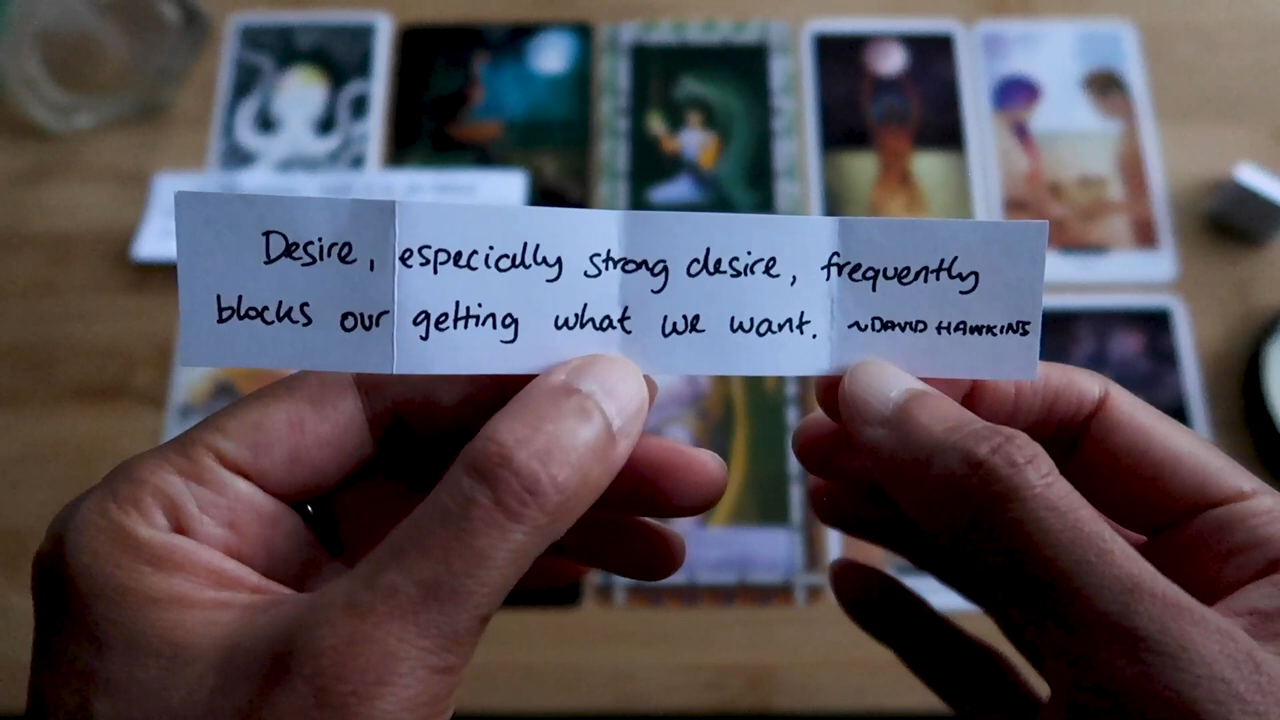 Desire, especially strong desire, frequently
blocks our getting what we want. ~DAVID HAWKINS